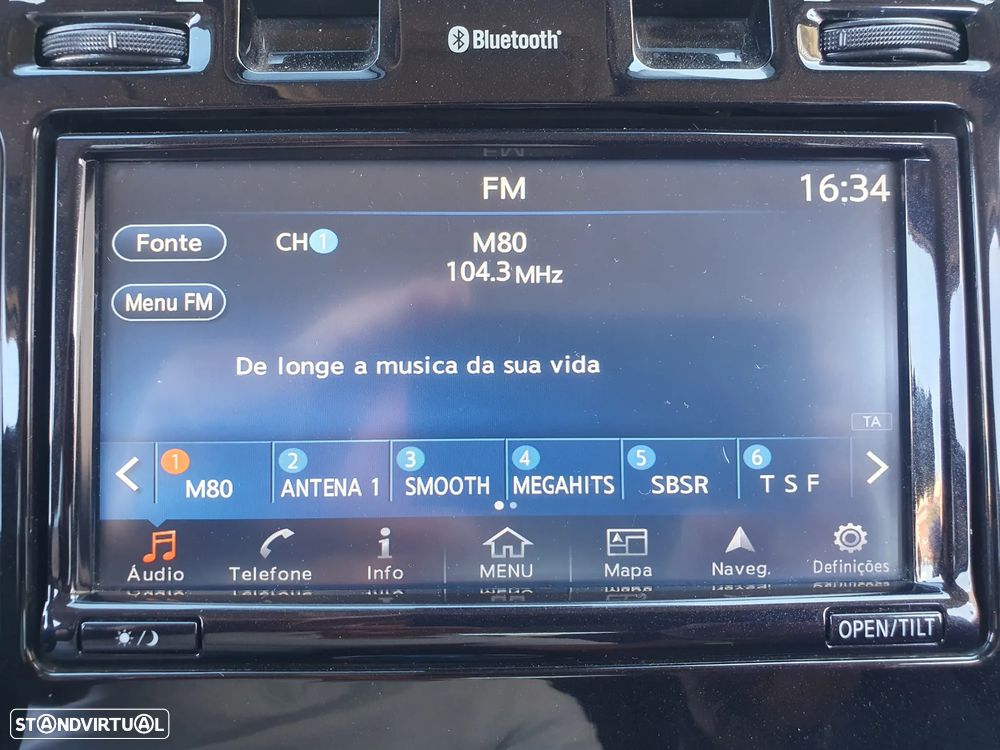 Bluetooth
FM
16:34
Fonte
CH 1
M80
104.3 MHz
Menu FM
De longe a musica da sua vida
TA
1 M80
2 ANTENA 1
3 SMOOTH
4 MEGAHITS
5 SBSR
6 T S F
Áudio
Telefone
Info
MENU
Mapa
Naveg.
Definições
OPEN/TILT
STANDVIRTUAL